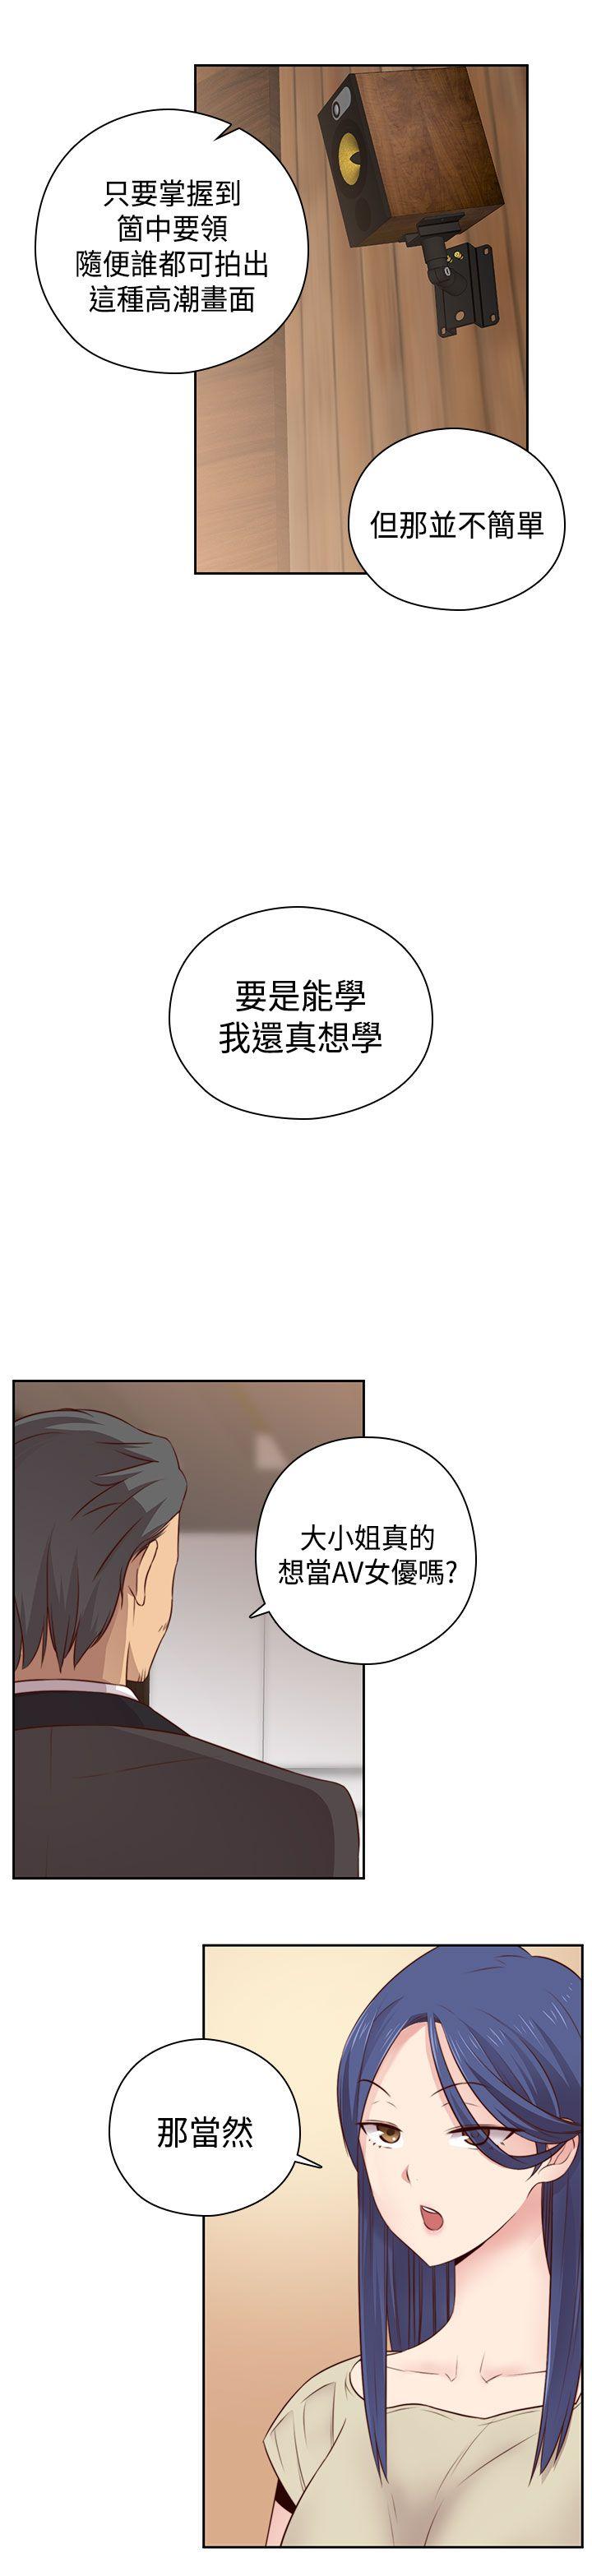 只要掌握到
箇中要領
隨便誰都可拍出
這種高潮畫面
但那並不簡單
要是能學
我還真想學
大小姐真的
想當AV女優嗎?
那當然